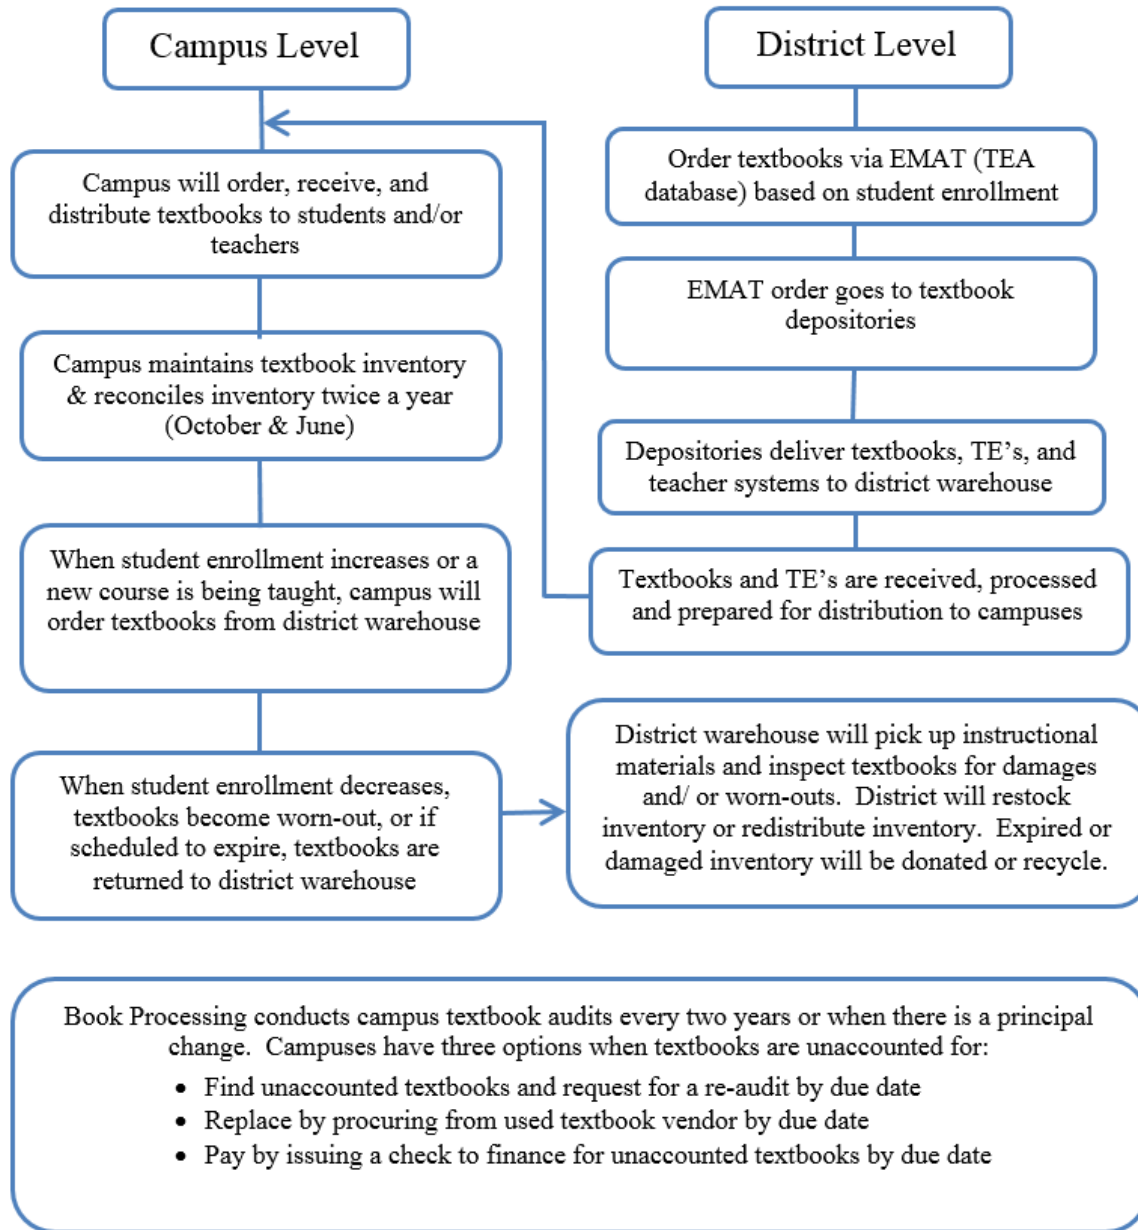 Campus Level
Campus will order, receive, and
distribute textbooks to students and/or
teachers
Campus maintains textbook inventory
& reconciles inventory twice a year
(October & June)
When student enrollment increases or a
new course is being taught, campus will
order textbooks from district warehouse
When student enrollment decreases,
textbooks become worn-out, or if
scheduled to expire, textbooks are
returned to district warehouse
District Level
Order textbooks via EMAT (TEA
database) based on student enrollment
EMAT order goes to textbook
depositories
Depositories deliver textbooks, TE’s, and
teacher systems to district warehouse
Textbooks and TE’s are received, processed
and prepared for distribution to campuses
District warehouse will pick up instructional
materials and inspect textbooks for damages
and/ or worn-outs.  District will restock
inventory or redistribute inventory.  Expired or
damaged inventory will be donated or recycle.
Book Processing conducts campus textbook audits every two years or when there is a principal
change.  Campuses have three options when textbooks are unaccounted for:
• Find unaccounted textbooks and request for a re-audit by due date
• Replace by procuring from used textbook vendor by due date
• Pay by issuing a check to finance for unaccounted textbooks by due date